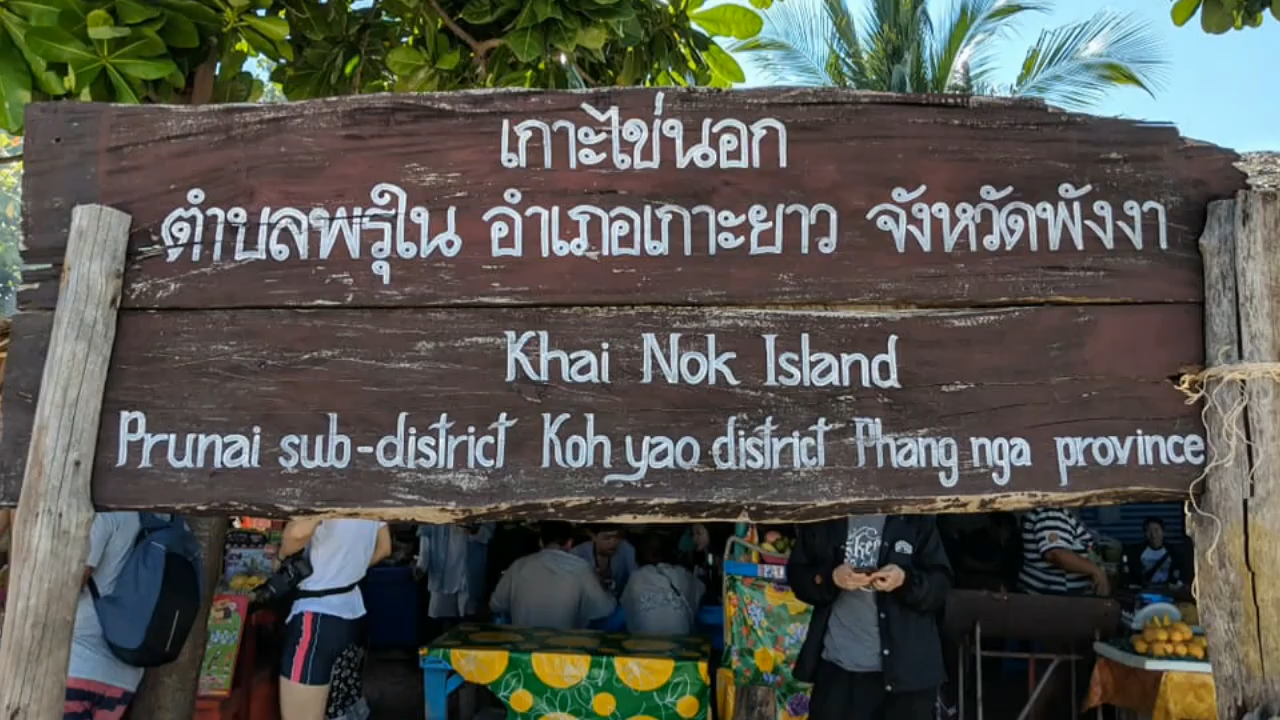 เกาะไข่นอก
ตำบลพรุใน อำเภอเกาะยาว จังหวัดพังงา
Khai Nok Island
Prunai sub-district Koh yao district Phang nga province